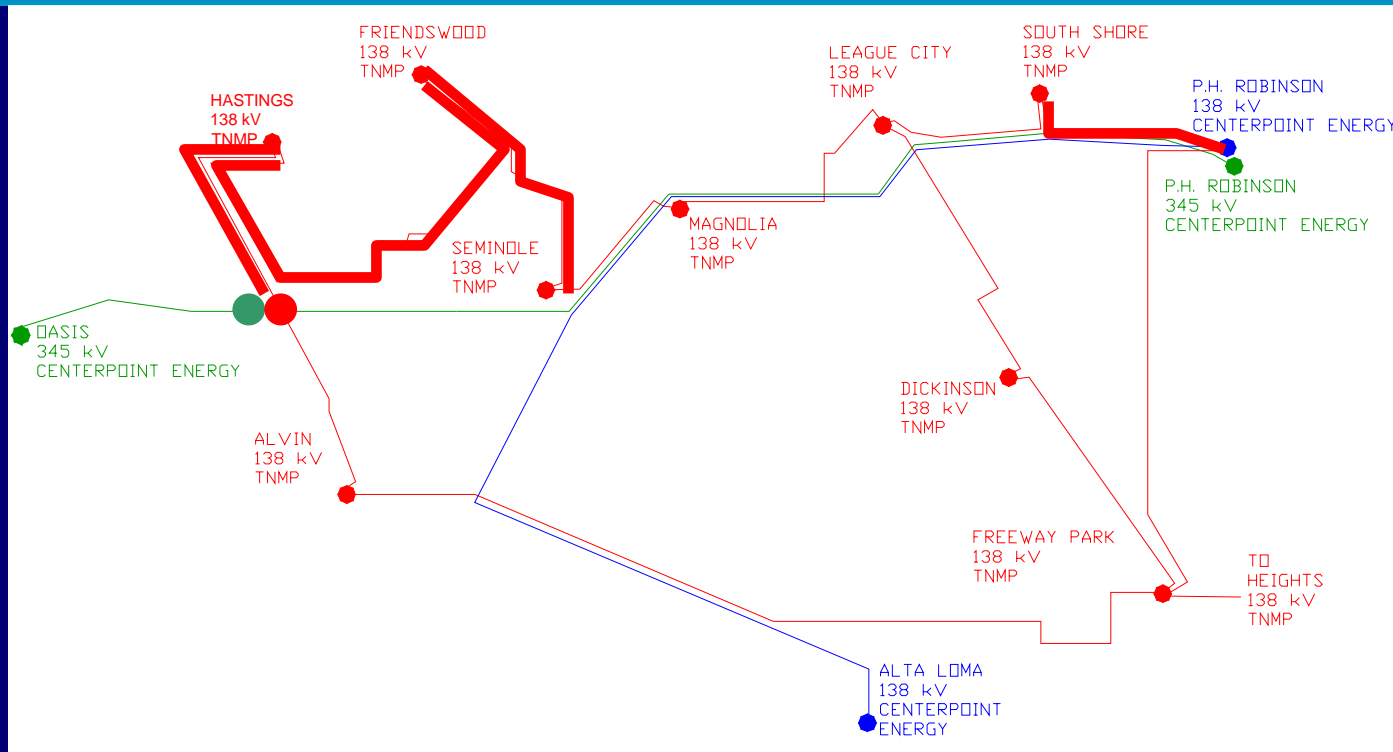 FRIENDSWOOD
138 kV
TNMP
HASTINGS
138 kV
TNMP
LEAGUE CITY
138 kV
TNMP
SOUTH SHORE
138 kV
TNMP
P.H. ROBINSON
138 kV
CENTERPOINT ENERGY
P.H. ROBINSON
345 kV
CENTERPOINT ENERGY
MAGNOLIA
138 kV
TNMP
SEMINOLE
138 kV
TNMP
OASIS
345 kV
CENTERPOINT ENERGY
DICKINSON
138 kV
TNMP
ALVIN
138 kV
TNMP
FREEWAY PARK
138 kV
TNMP
TO
HEIGHTS
138 kV
TNMP
ALTA LOMA
138 kV
CENTERPOINT
ENERGY